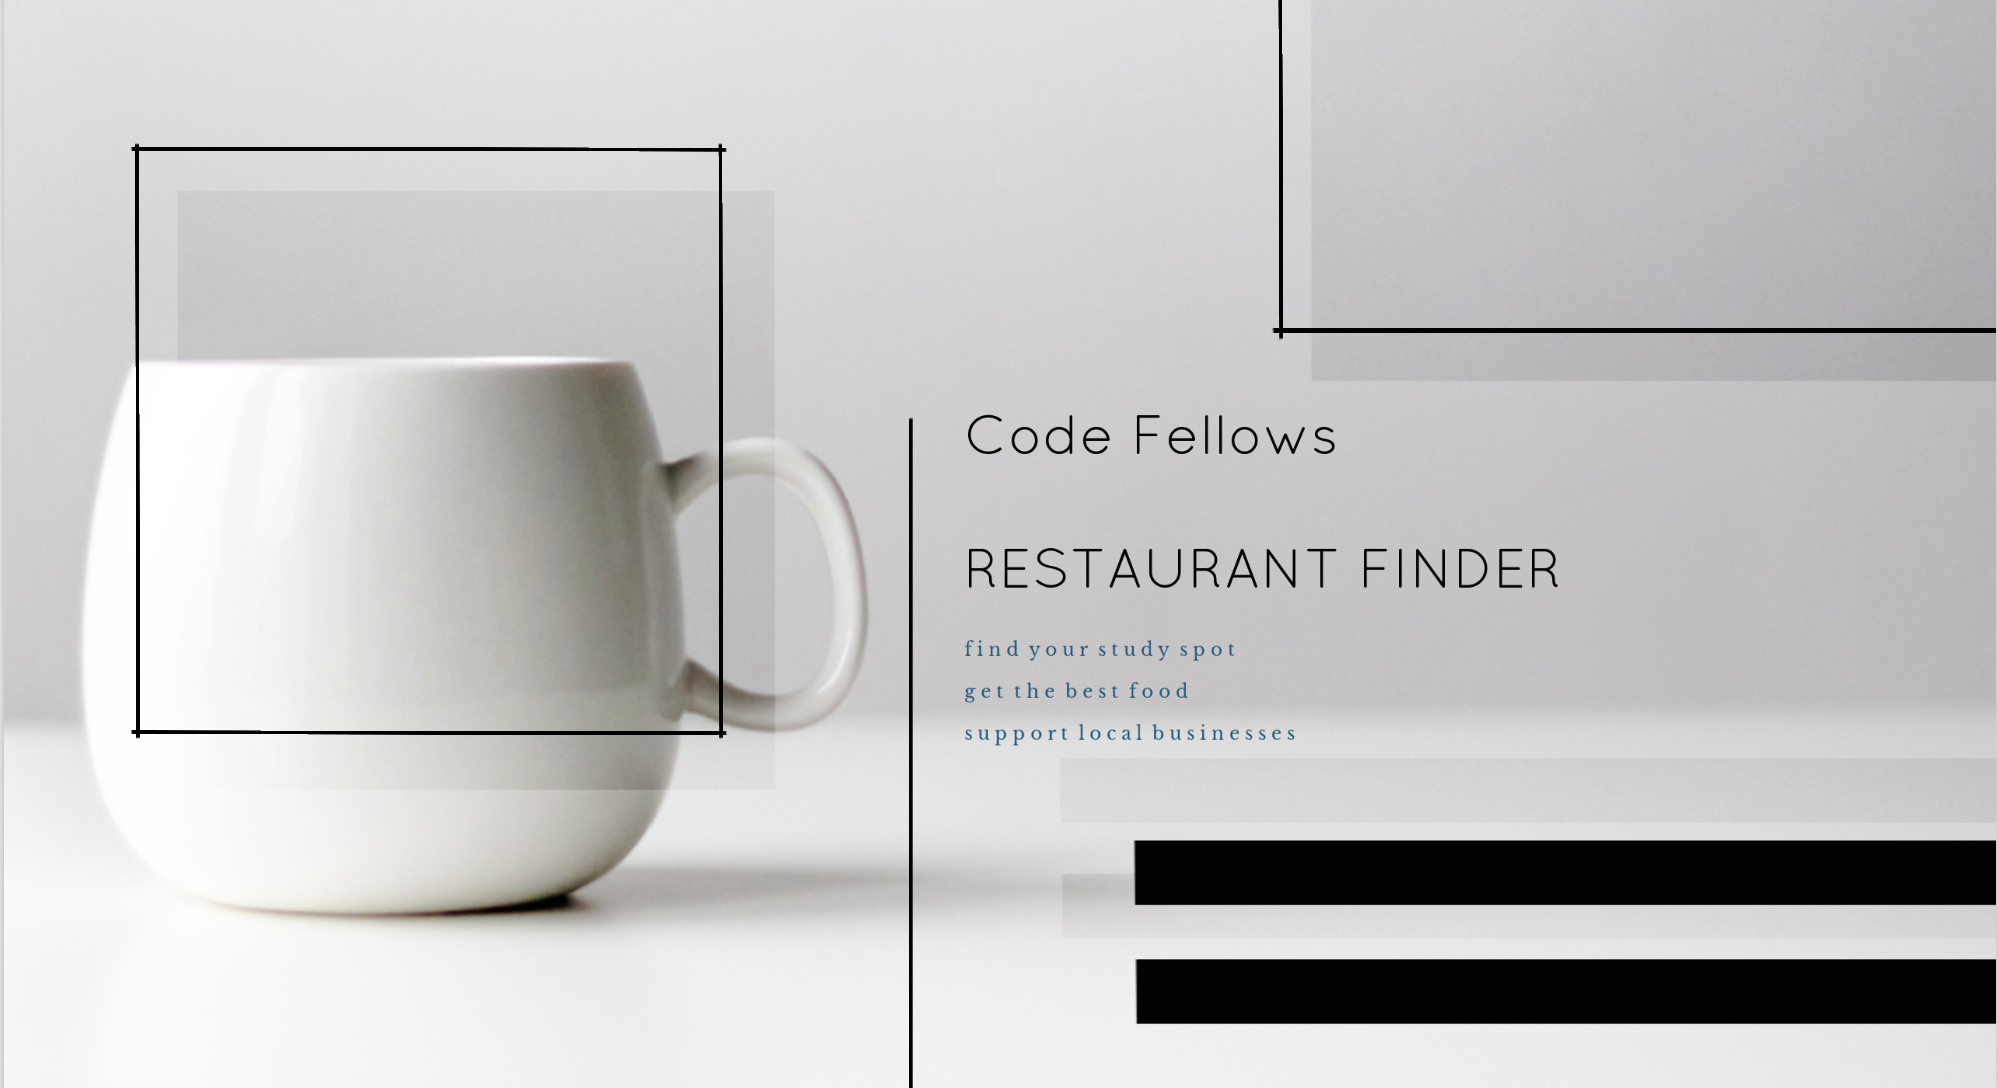 Code Fellows
RESTAURANT FINDER
find your study spot
get the best food
support local businesses